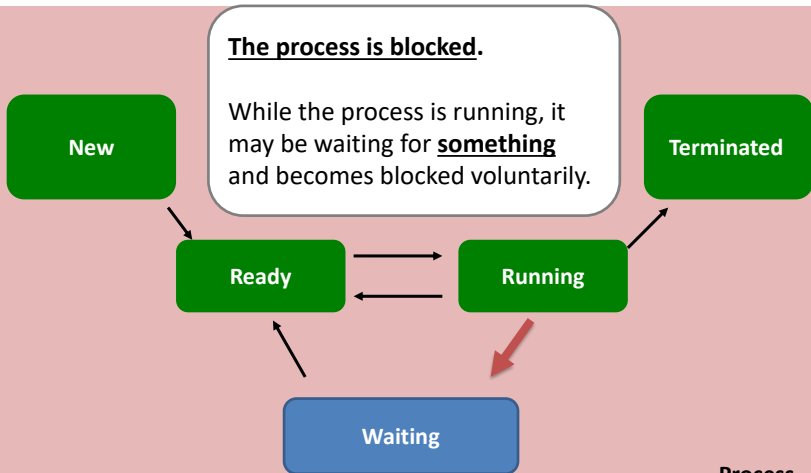 The process is blocked.
While the process is running, it
may be waiting for something
and becomes blocked voluntarily.
New
Terminated
Ready
Running
Waiting
Process